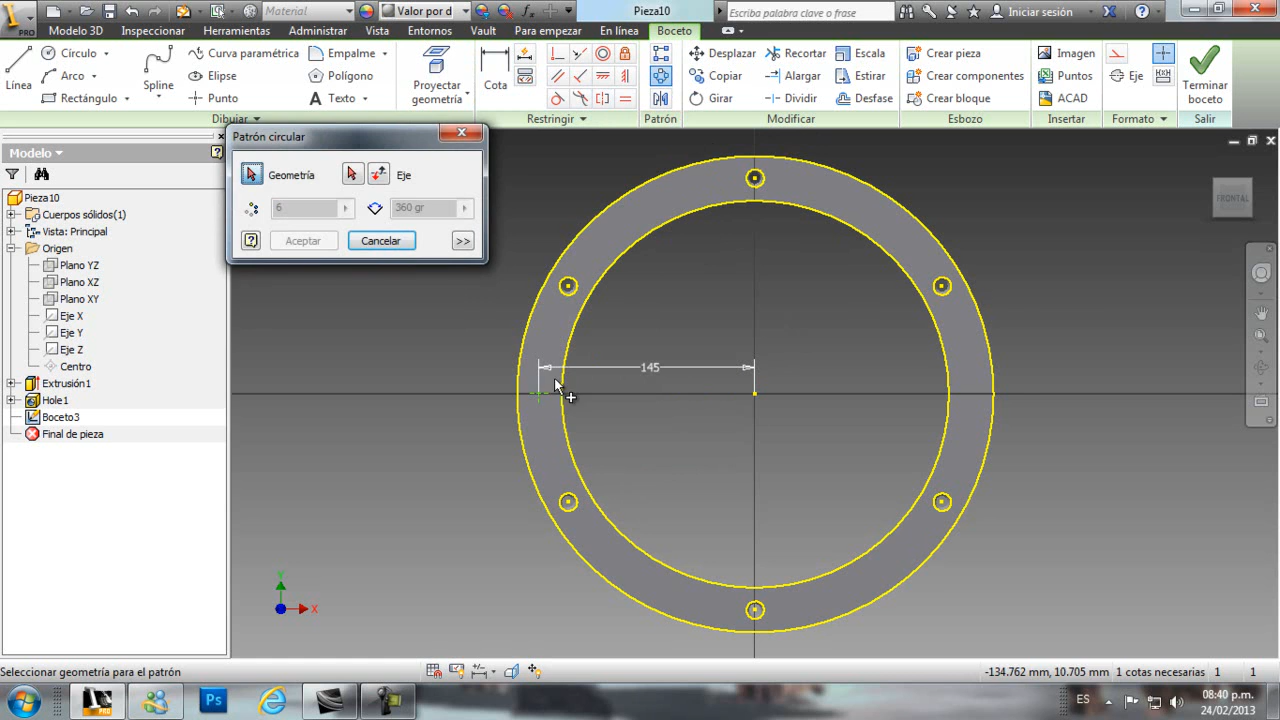 Material
Valor por d
Pieza10
Escriba palabra clave o frase
Iniciar sesión
PRO
Modelo 3D
Inspeccionar
Herramientas
Administrar
Vista
Entornos
Vault
Para empezar
En línea
Boceto
Línea
Círculo
Arco
Rectángulo
Spline
Curva paramétrica
Elipse
Punto
Empalme
Polígono
Texto
Proyectar
geometría
Cota
Desplazar
Copiar
Girar
Recortar
Alargar
Dividir
Escala
Estirar
Desfase
Crear pieza
Crear componentes
Crear bloque
Imagen
Puntos
ACAD
Eje
Terminar
boceto
Dibujar
Restringir
Patrón
Modificar
Esbozo
Insertar
Formato
Salir
Modelo
Pieza10
Cuerpos sólidos(1)
Vista: Principal
Origen
Plano YZ
Plano XZ
Plano XY
Eje X
Eje Y
Eje Z
Centro
Extrusión1
Hole1
Boceto3
Final de pieza
Patrón circular
Geometría
Eje
6
360 gr
Aceptar
Cancelar
>>
FRONTAL
145
Y
X
Seleccionar geometría para el patrón
-134.762 mm, 10.705 mm
1 cotas necesarias
1
1
PRO
Ps
ES
08:40 p.m.
24/02/2013